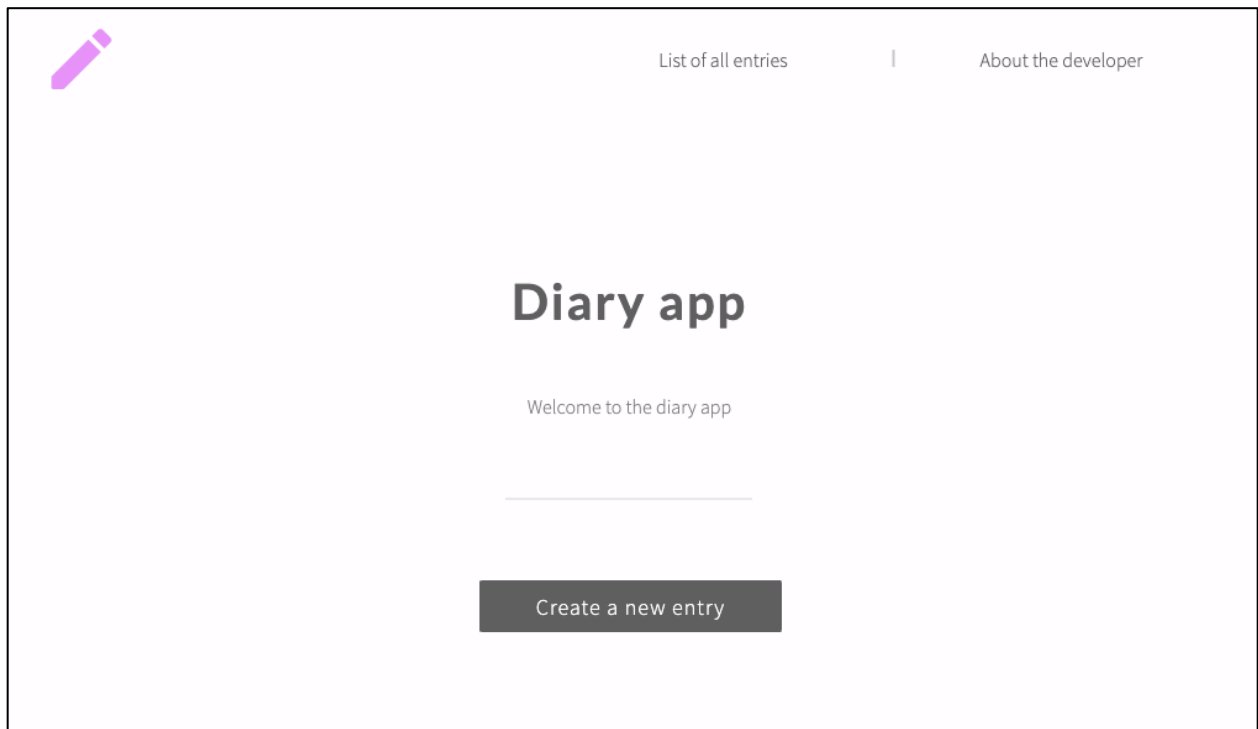 List of all entries | About the developer
Diary app
Welcome to the diary app
Create a new entry